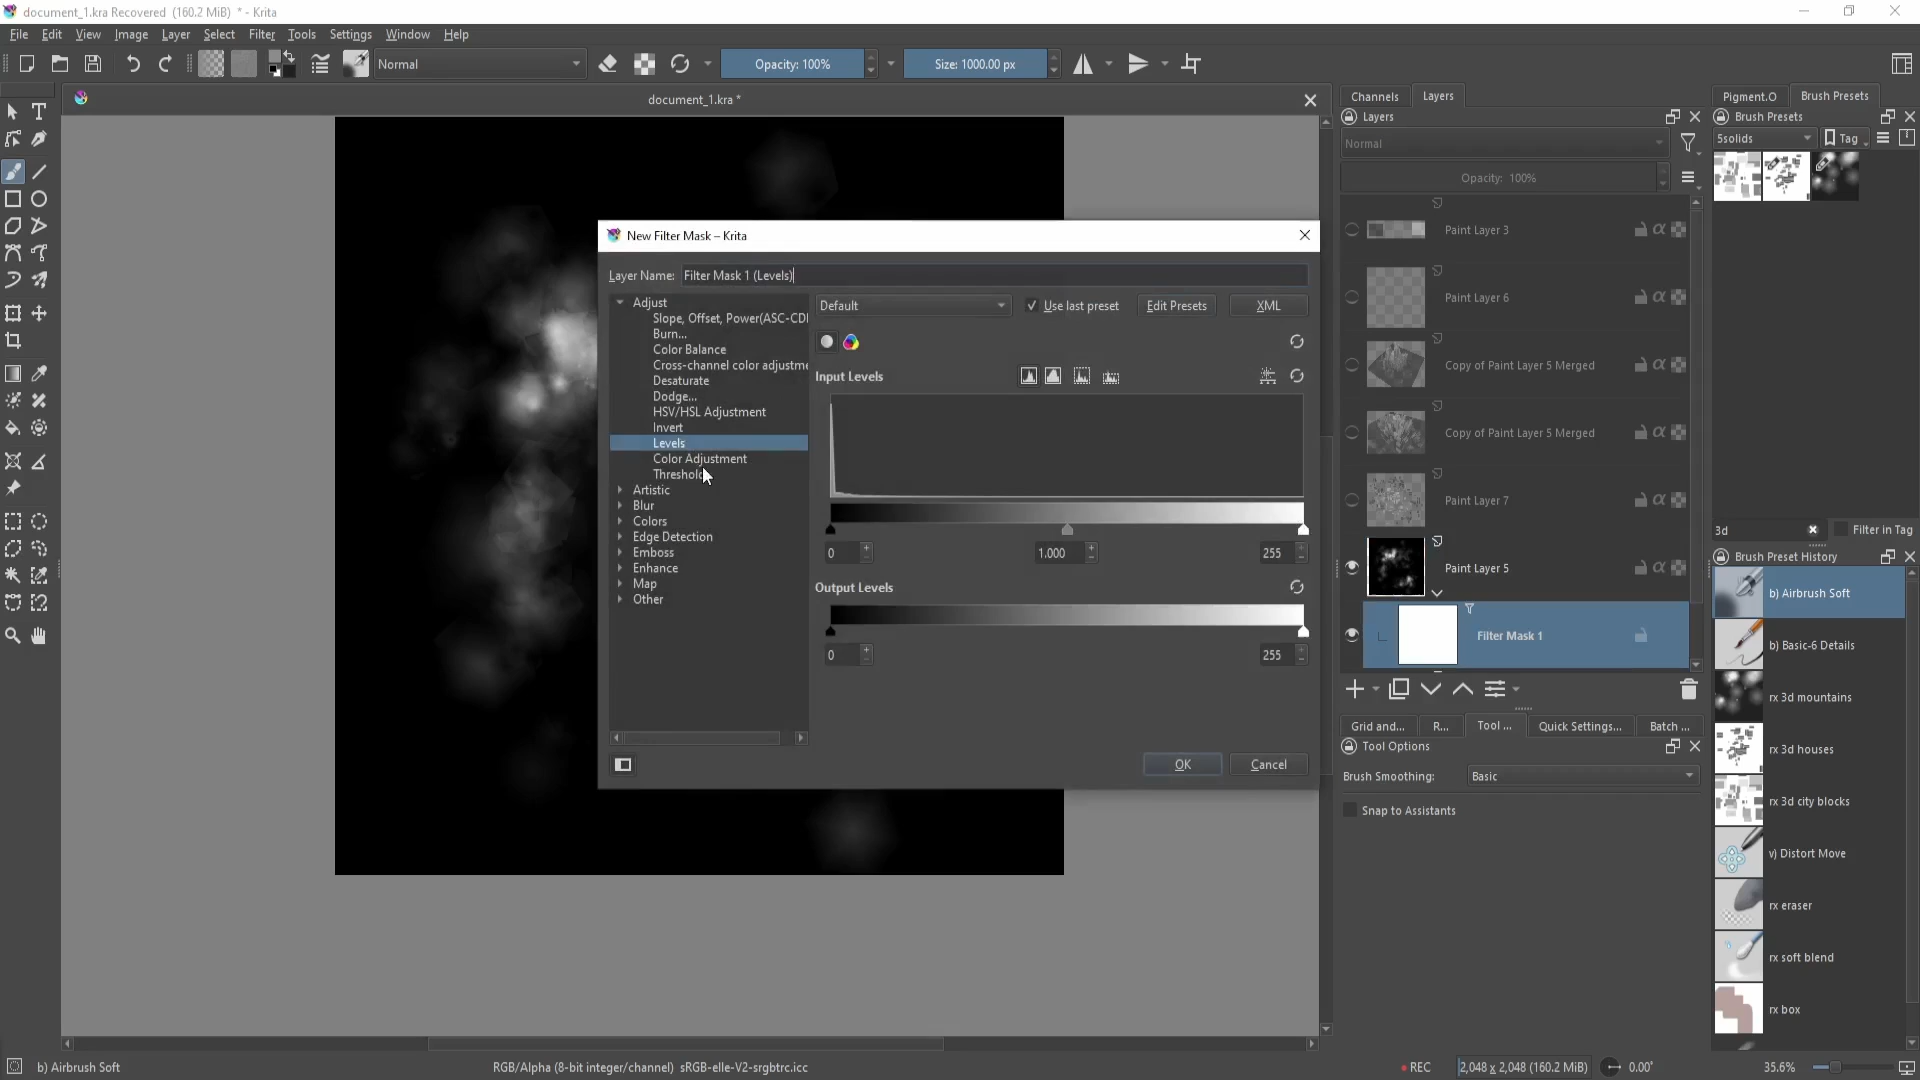 document_1.kra Recovered (160.2 MiB) * - Krita
File Edit View Image Layer Select Filter Tools Settings Window Help
Normal
Opacity: 100%
Size: 1000.00 px
document_1.kra *
Channels Layers
Layers
Normal
Opacity: 100%
Paint Layer 3
Paint Layer 6
Copy of Paint Layer 5 Merged
Copy of Paint Layer 5 Merged
Paint Layer 7
Paint Layer 5
Filter Mask 1
Pigment.O Brush Presets
Brush Presets
5solids
Tag
3d
Filter in Tag
Brush Preset History
b) Airbrush Soft
b) Basic-6 Details
rx 3d mountains
rx 3d houses
rx 3d city blocks
v) Distort Move
rx eraser
rx soft blend
rx box
Grid and... R... Tool ... Quick Settings... Batch ...
Tool Options
Brush Smoothing: Basic
Snap to Assistants
New Filter Mask – Krita
Layer Name: Filter Mask 1 (Levels)
Adjust
Slope, Offset, Power(ASC-CDL
Burn...
Color Balance
Cross-channel color adjustme
Desaturate
Dodge...
HSV/HSL Adjustment
Invert
Levels
Color Adjustment
Threshold
Artistic
Blur
Colors
Edge Detection
Emboss
Enhance
Map
Other
Default
Use last preset
Edit Presets
XML
Input Levels
0 1.000 255
Output Levels
0 255
OK Cancel
b) Airbrush Soft
RGB/Alpha (8-bit integer/channel) sRGB-elle-V2-srgbtrc.icc
REC
2,048 x 2,048 (160.2 MiB)
0.00°
35.6%